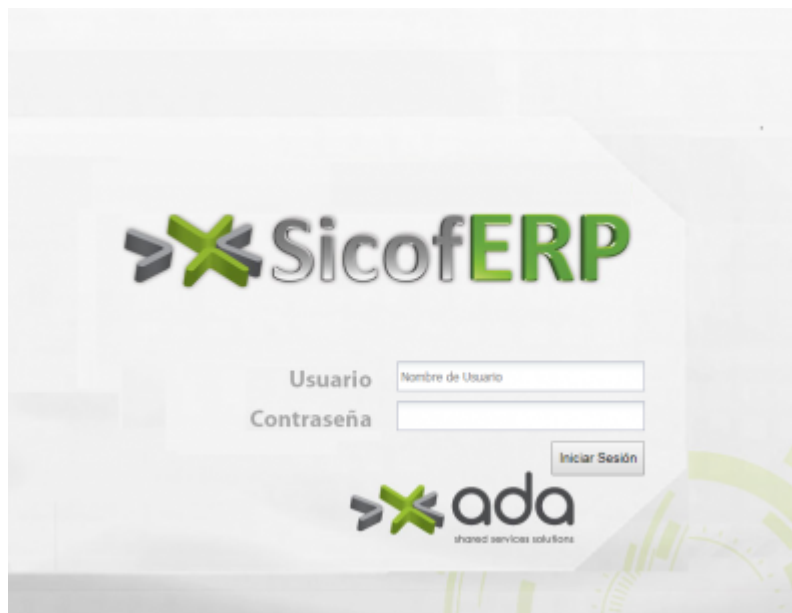 SicofERP
Usuario
Nombre de Usuario
Contraseña
Iniciar Sesión
ada
shared services solutions